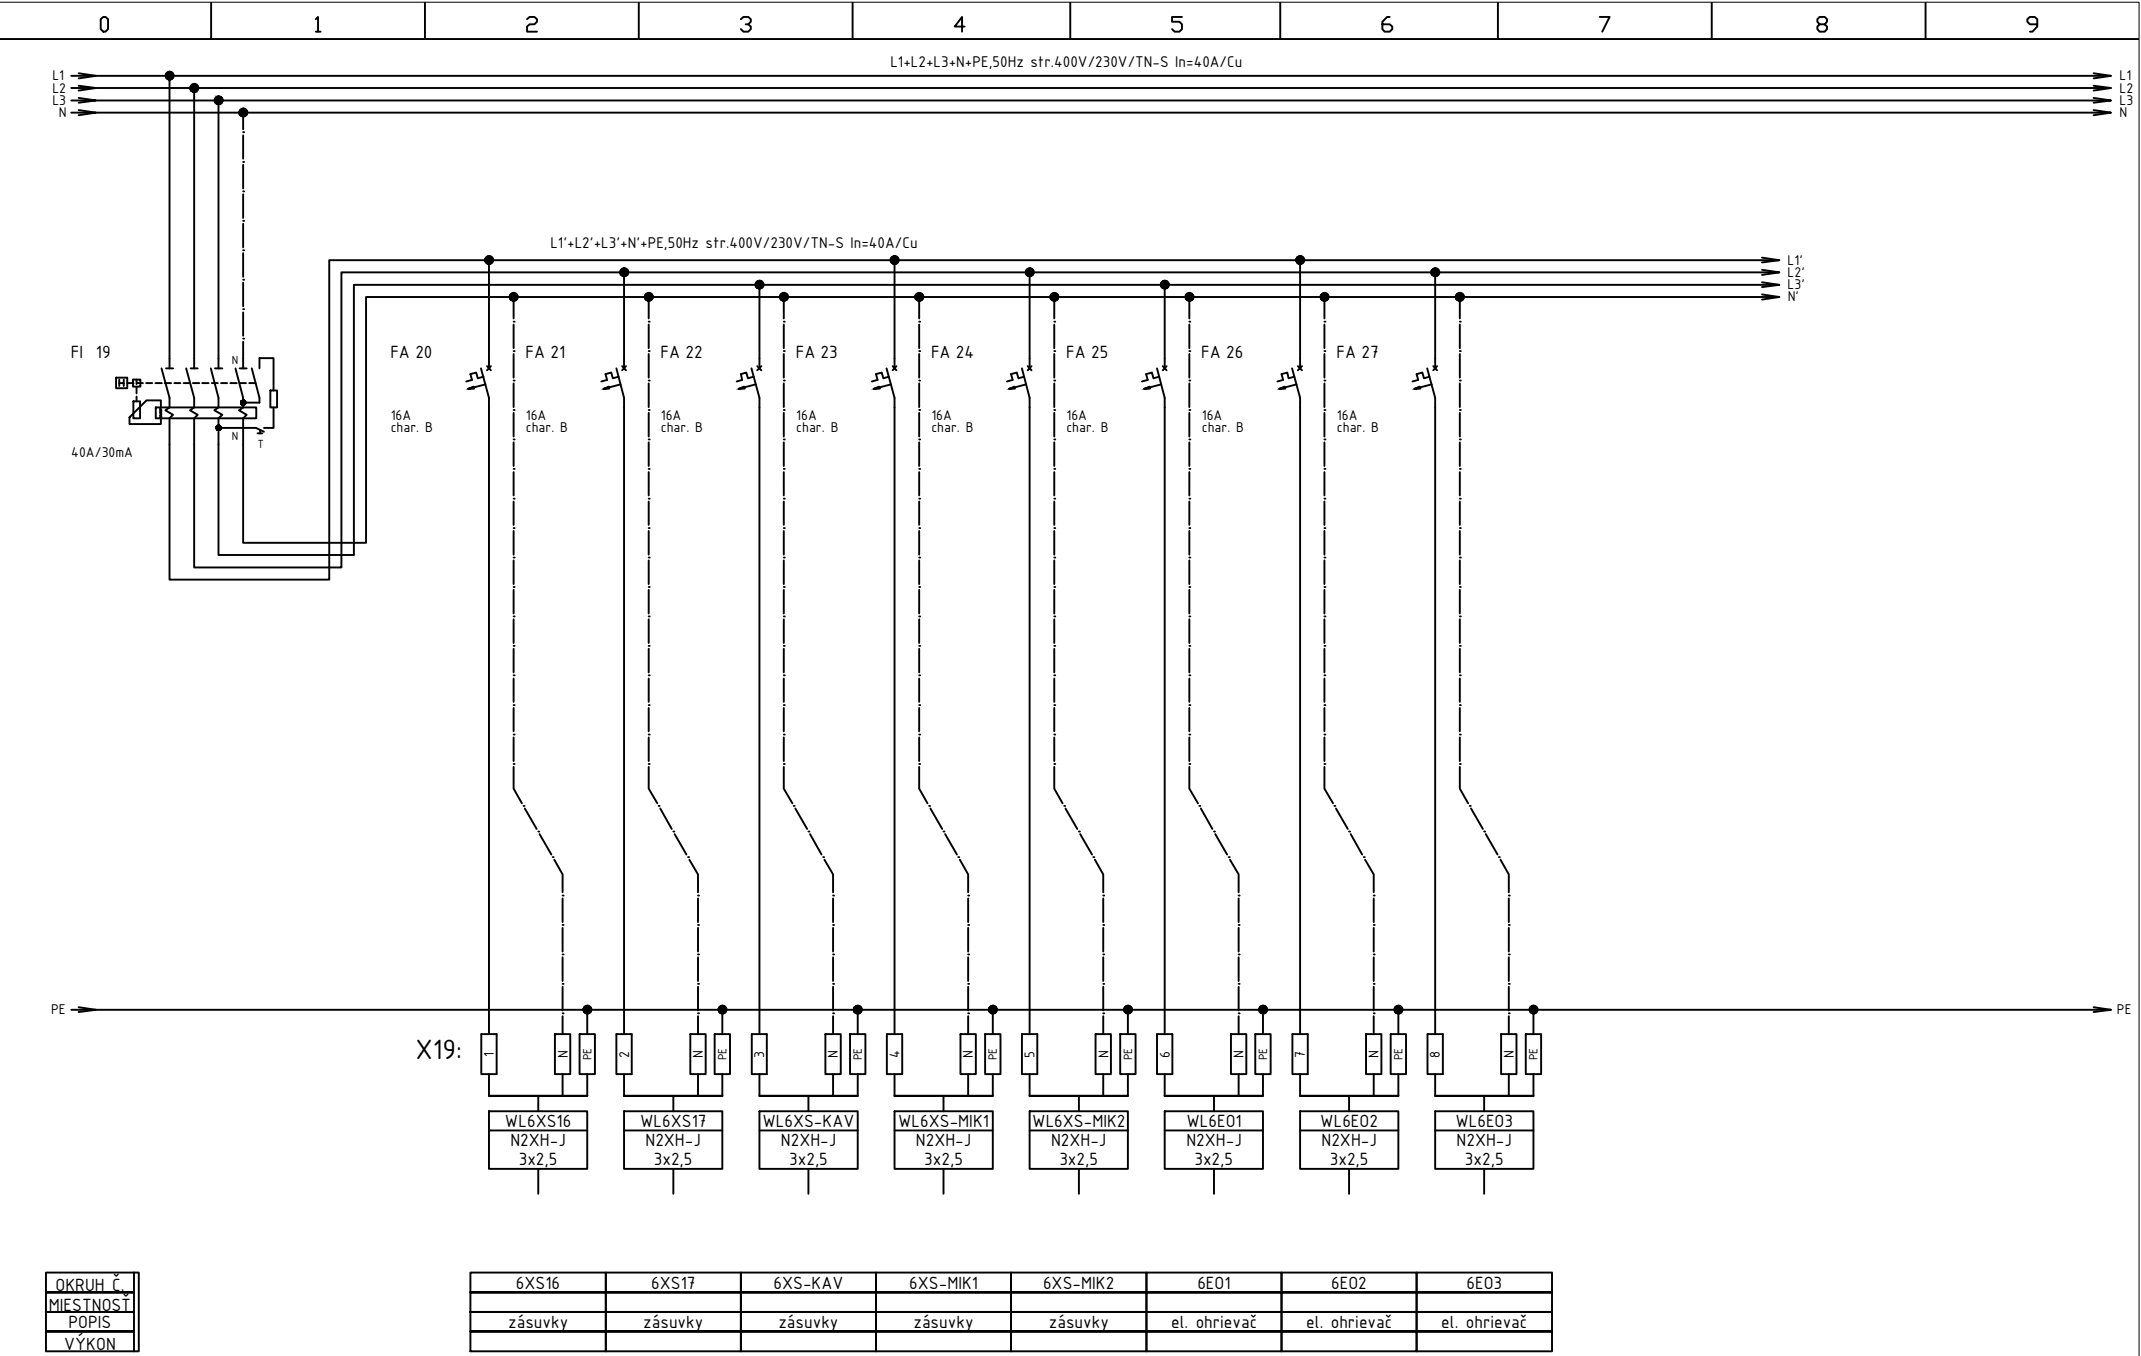 0 1 2 3 4 5 6 7 8 9
L1+L2+L3+N+PE,50Hz str.400V/230V/TN-S In=40A/Cu
L1 L1
L2 L2
L3 L3
N N
L1'+L2'+L3'+N'+PE,50Hz str.400V/230V/TN-S In=40A/Cu
L1'
L2'
L3'
N'
FI 19 N FA 20 FA 21 FA 22 FA 23 FA 24 FA 25 FA 26 FA 27
H
16A 16A 16A 16A 16A 16A 16A 16A
char. B char. B char. B char. B char. B char. B char. B char. B
N T
40A/30mA
PE PE
X19: 1 N PE 2 N PE 3 N PE 4 N PE 5 N PE 6 N PE 7 N PE 8 N PE
WL6XS16 WL6XS17 WL6XS-KAV WL6XS-MIK1 WL6XS-MIK2 WL6EO1 WL6EO2 WL6EO3
N2XH-J N2XH-J N2XH-J N2XH-J N2XH-J N2XH-J N2XH-J N2XH-J
3x2,5 3x2,5 3x2,5 3x2,5 3x2,5 3x2,5 3x2,5 3x2,5
OKRUH Č. 6XS16 6XS17 6XS-KAV 6XS-MIK1 6XS-MIK2 6EO1 6EO2 6EO3
MIESTNOSŤ
POPIS zásuvky zásuvky zásuvky zásuvky zásuvky el. ohrievač el. ohrievač el. ohrievač
VÝKON